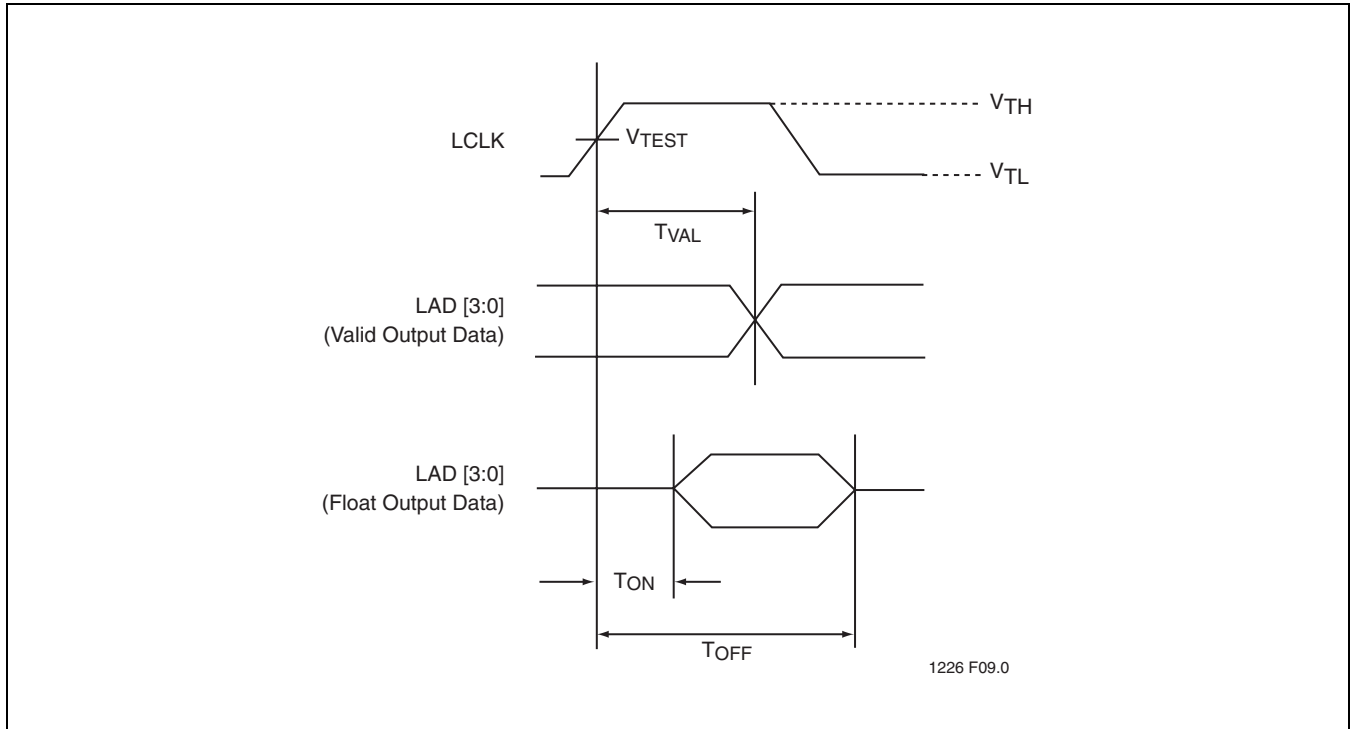 VTH
LCLK
VTEST
VTL
TVAL
LAD [3:0]
(Valid Output Data)
LAD [3:0]
(Float Output Data)
TON
TOFF
1226 F09.0